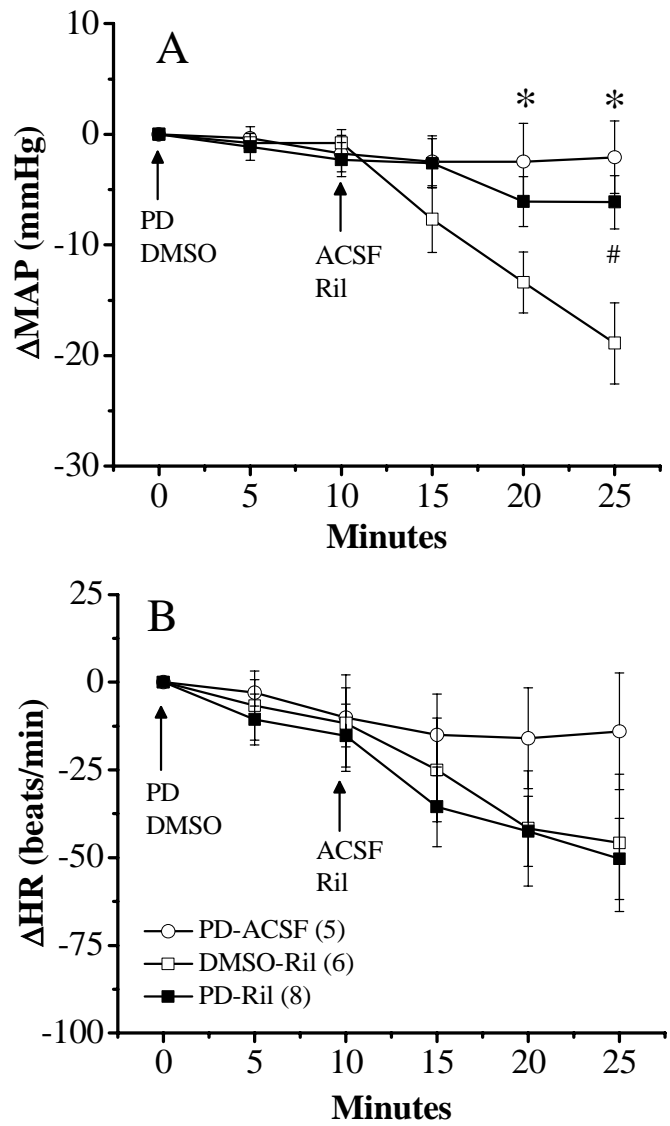 A
10
0
-10
-20
-30
ΔMAP (mmHg)
* *
PD
DMSO
ACSF
Ril
#
0 5 10 15 20 25
Minutes
B
25
0
-25
-50
-75
-100
ΔHR (beats/min)
PD
DMSO
ACSF
Ril
PD-ACSF (5)
DMSO-Ril (6)
PD-Ril (8)
0 5 10 15 20 25
Minutes